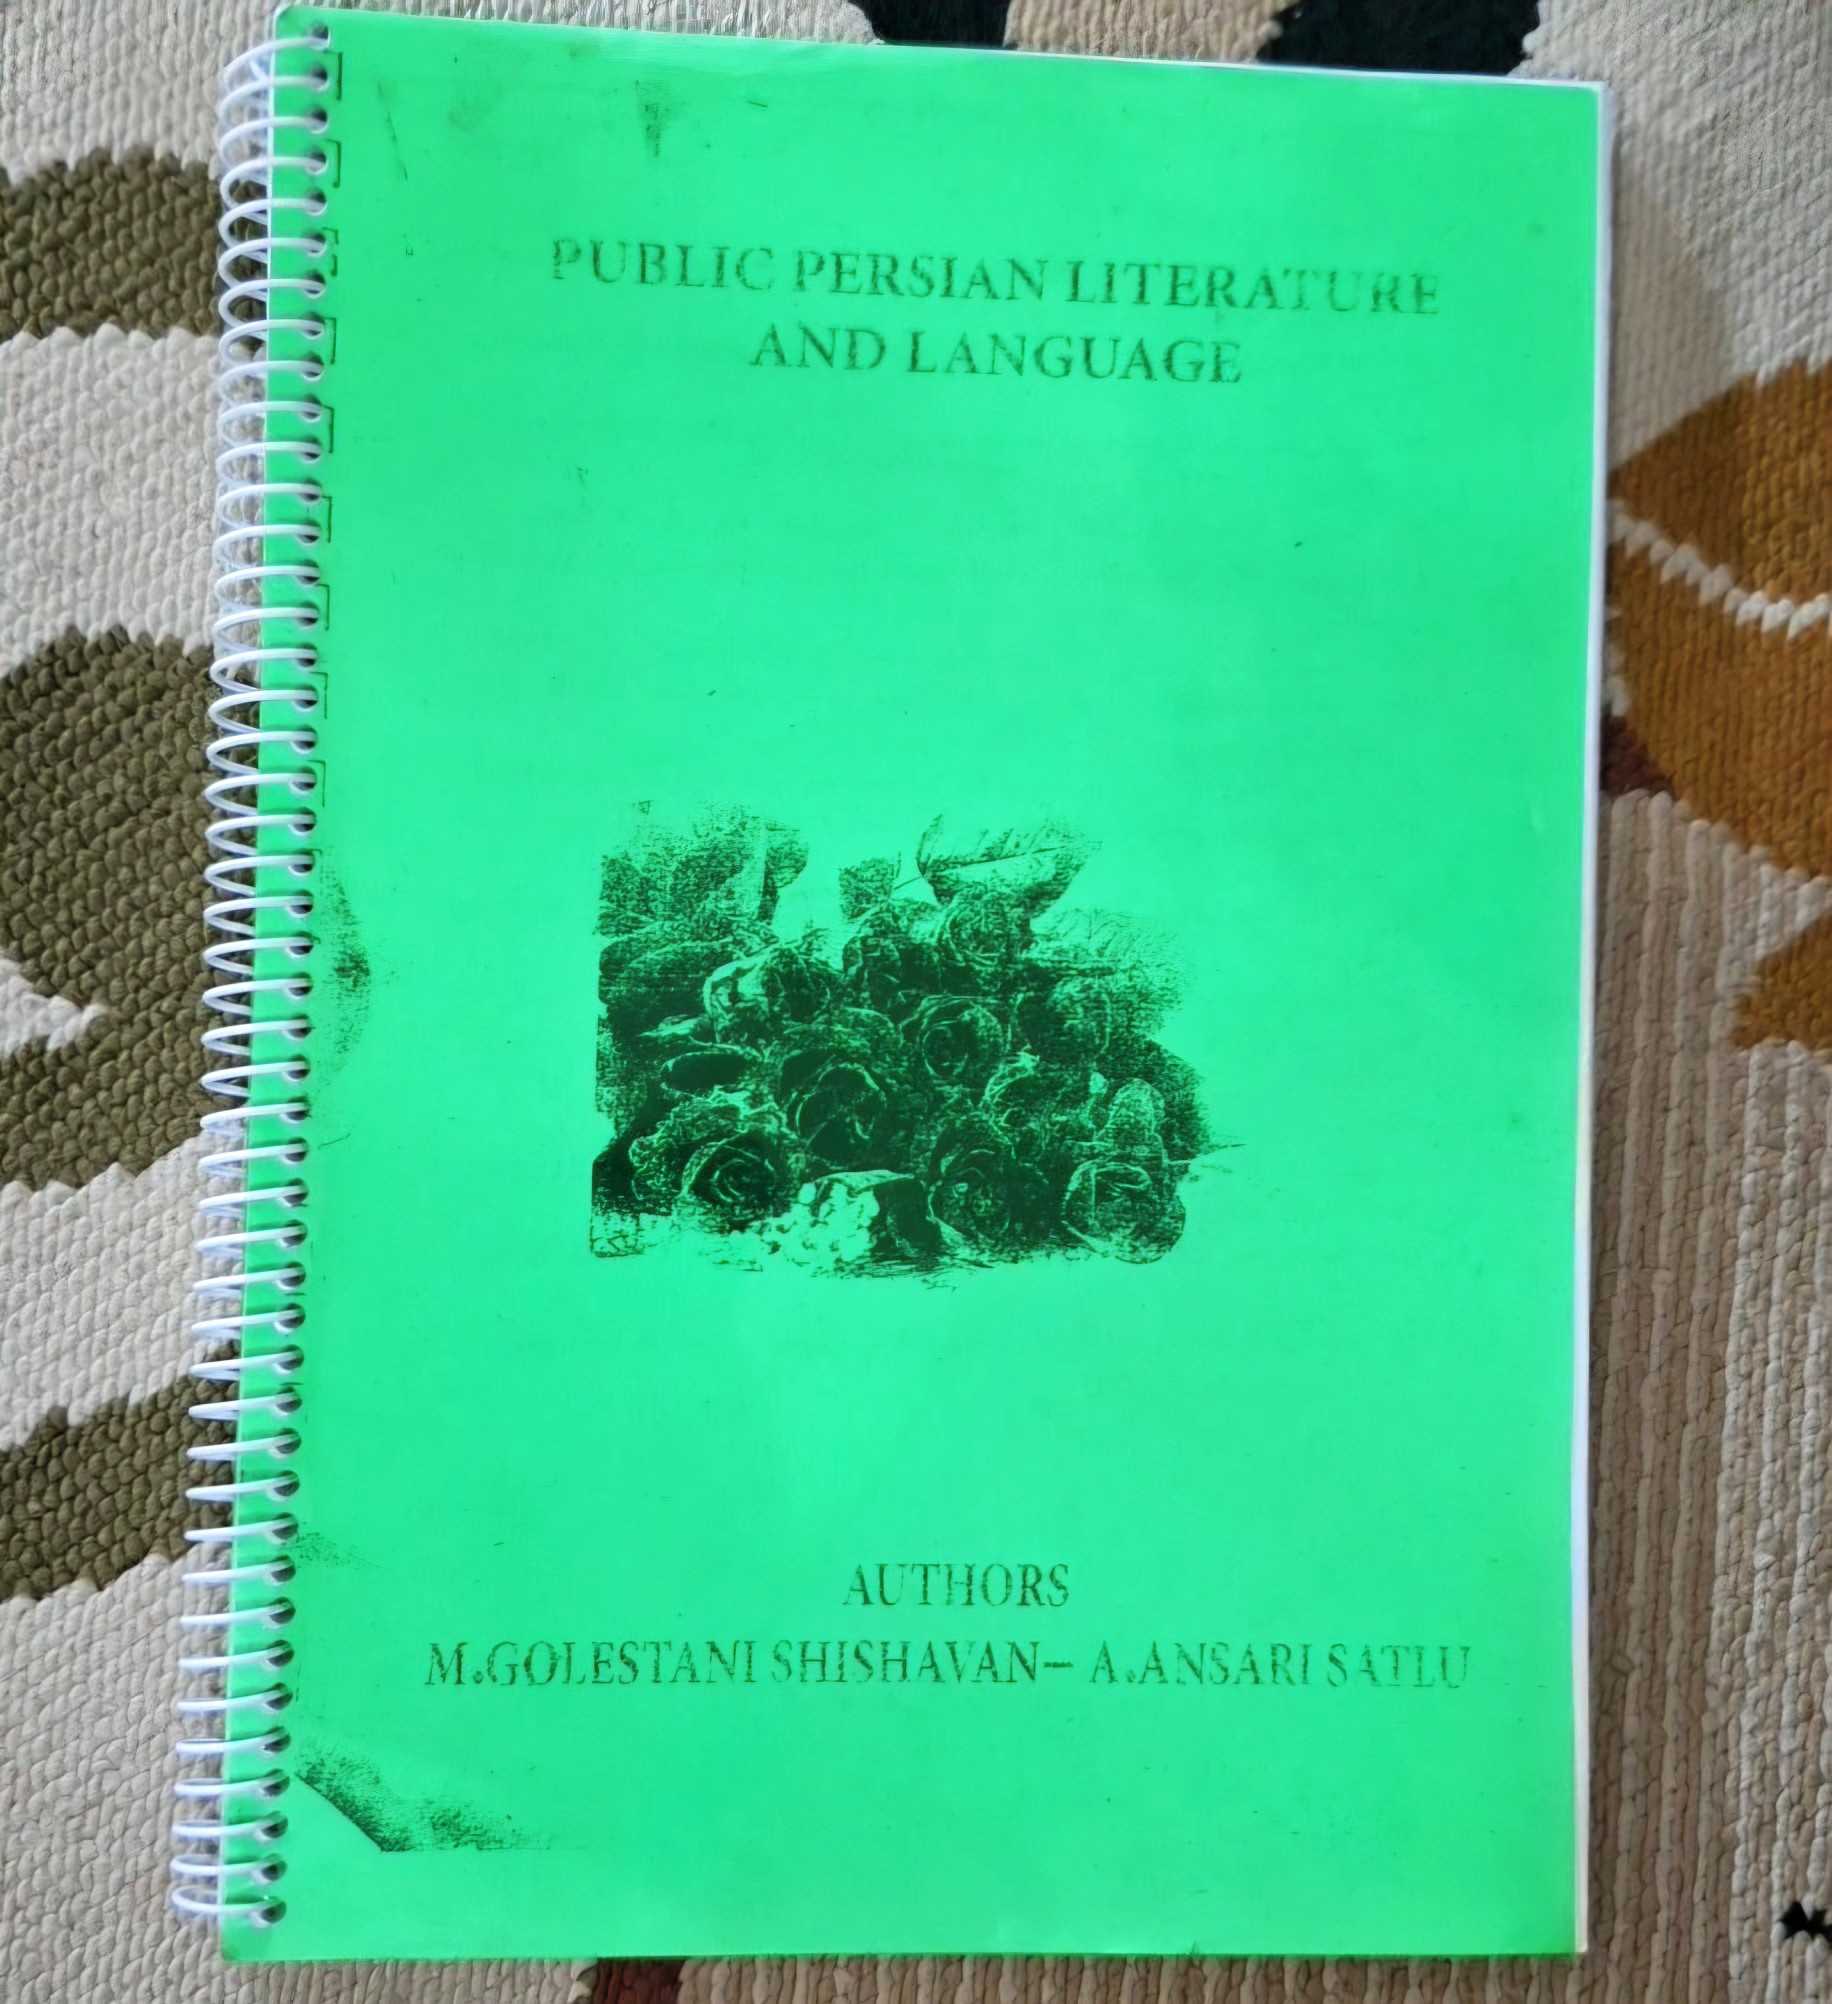 PUBLIC PERSIAN LITERATURE
AND LANGUAGE
AUTHORS
M.GOLESTANI SHISHAVAN– A.ANSARI SATLU